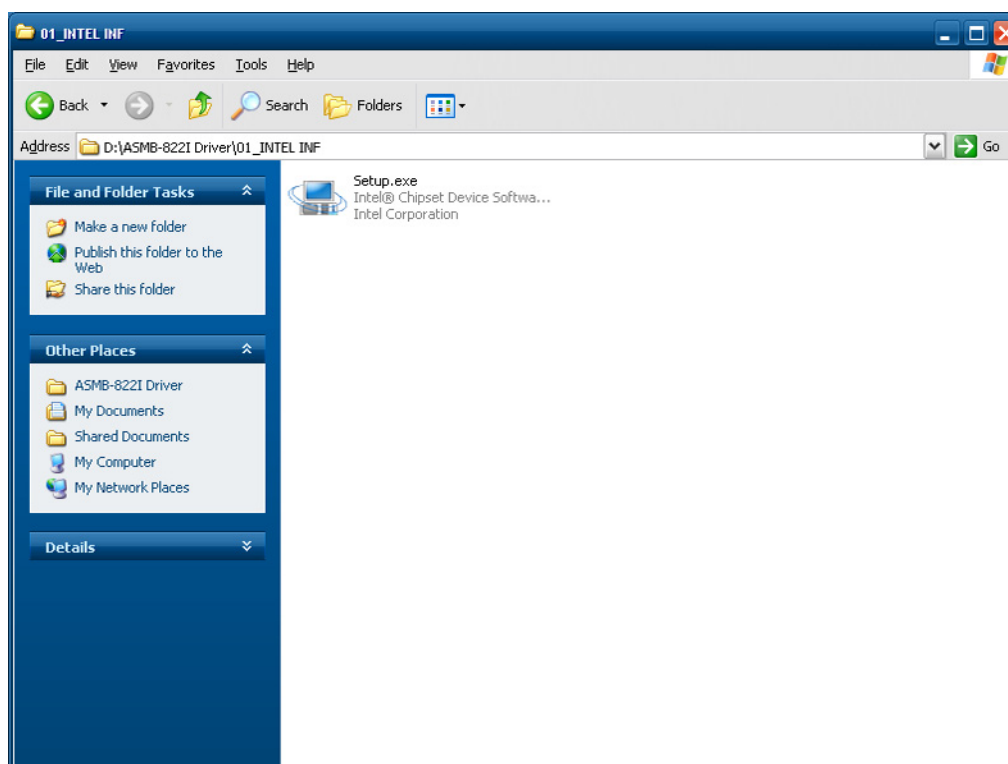 01_INTEL INF
File Edit View Favorites Tools Help
Back Search Folders
Address D:\ASMB-822I Driver\01_INTEL INF Go
File and Folder Tasks
Make a new folder
Publish this folder to the
Web
Share this folder
Other Places
ASMB-822I Driver
My Documents
Shared Documents
My Computer
My Network Places
Details
Setup.exe
Intel® Chipset Device Softwa...
Intel Corporation